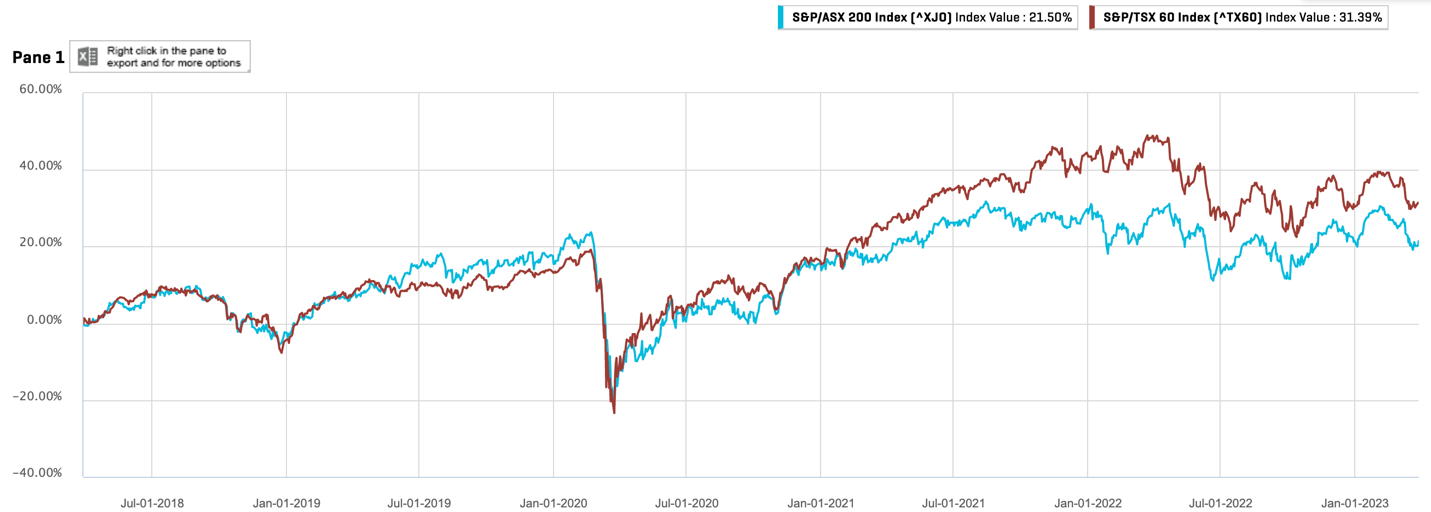 S&P/ASX 200 Index (^XJO) Index Value : 21.50%
S&P/TSX 60 Index (^TX60) Index Value : 31.39%
Pane 1
Right click in the pane to
export and for more options
60.00%
40.00%
20.00%
0.00%
−20.00%
−40.00%
Jul-01-2018
Jan-01-2019
Jul-01-2019
Jan-01-2020
Jul-01-2020
Jan-01-2021
Jul-01-2021
Jan-01-2022
Jul-01-2022
Jan-01-2023